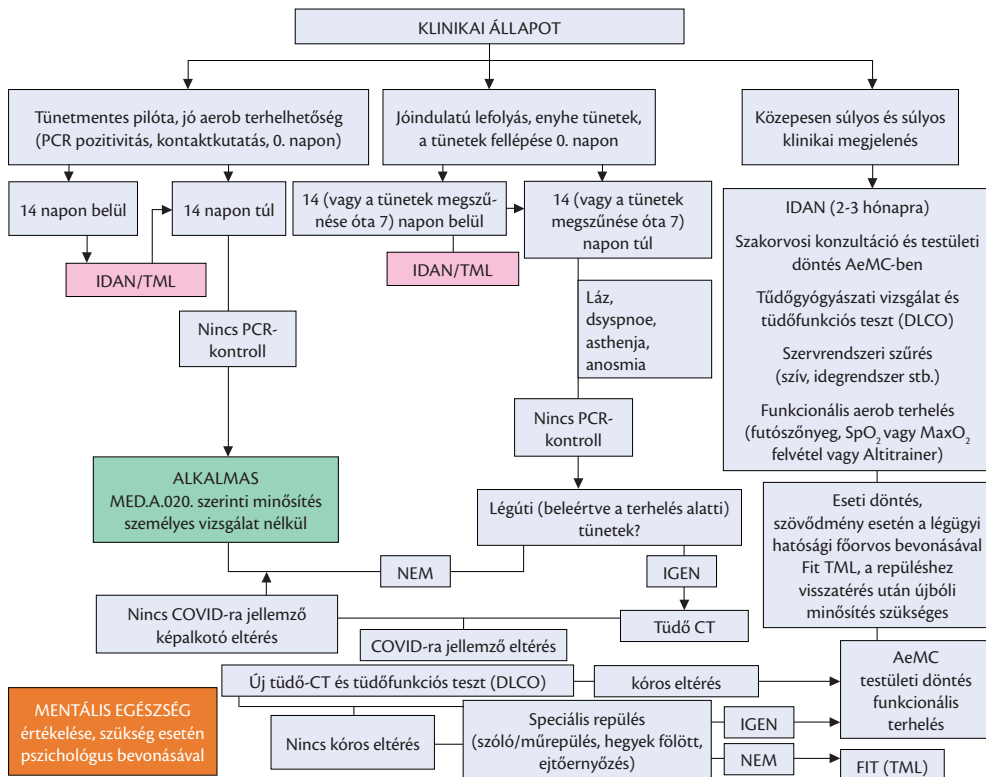 KLINIKAI ÁLLAPOT
Tünetmentes pilóta, jó aerob terhelhetőség
(PCR pozitivitás, kontaktkutatás, 0. napon)
Jóindulatú lefolyás, enyhe tünetek,
a tünetek fellépése 0. napon
Közepesen súlyos és súlyos
klinikai megjelenés
14 napon belül
14 napon túl
14 (vagy a tünetek megszű-
nése óta 7) napon belül
14 (vagy a tünetek
megszűnése óta 7)
napon túl
IDAN/TML
IDAN/TML
IDAN (2-3 hónapra)
Szakorvosi konzultáció és testületi
döntés AeMC-ben
Tűdőgyógyászati vizsgálat és
tüdőfunkciós teszt (DLCO)
Szervrendszeri szűrés
(szív, idegrendszer stb.)
Funkcionális aerob terhelés
(futószőnyeg, SpO₂ vagy MaxO₂
felvétel vagy Altitrainer)
Nincs PCR-
kontroll
Láz,
dsyspnoe,
asthenja,
anosmia
Nincs PCR-
kontroll
ALKALMAS
MED.A.020. szerinti minősítés
személyes vizsgálat nélkül
Légúti (beleértve a terhelés alatti)
tünetek?
Eseti döntés,
szövődmény esetén a légügyi
hatósági főorvos bevonásával
Fit TML, a repüléshez
visszatérés után újbóli
minősítés szükséges
NEM
IGEN
Nincs COVID-ra jellemző
képalkotó eltérés
COVID-ra jellemző eltérés
Tüdő CT
Új tüdő-CT és tüdőfunkciós teszt (DLCO)
kóros eltérés
AeMC
testületi döntés
funkcionális
terhelés
MENTÁLIS EGÉSZSÉG
értékelése, szükség esetén
pszichológus bevonásával
Nincs kóros eltérés
Speciális repülés
(szóló/műrepülés, hegyek fölött,
ejtőernyőzés)
IGEN
NEM
FIT (TML)